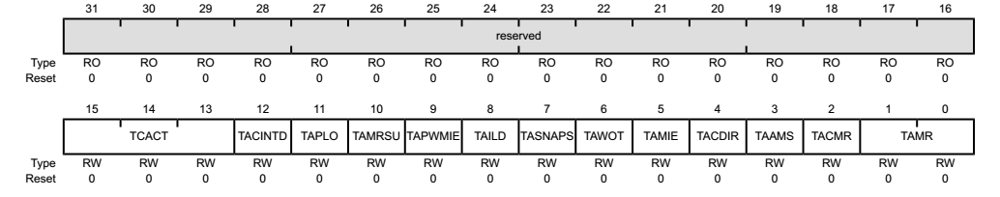 31 30 29 28 27 26 25 24 23 22 21 20 19 18 17 16
reserved
Type RO RO RO RO RO RO RO RO RO RO RO RO RO RO RO RO
Reset 0 0 0 0 0 0 0 0 0 0 0 0 0 0 0 0
15 14 13 12 11 10 9 8 7 6 5 4 3 2 1 0
TCACT TACINTD TAPLO TAMRSU TAPWMIE TAILD TASNAPS TAWOT TAMIE TACDIR TAAMS TACMR TAMR
Type RW RW RW RW RW RW RW RW RW RW RW RW RW RW RW RW
Reset 0 0 0 0 0 0 0 0 0 0 0 0 0 0 0 0